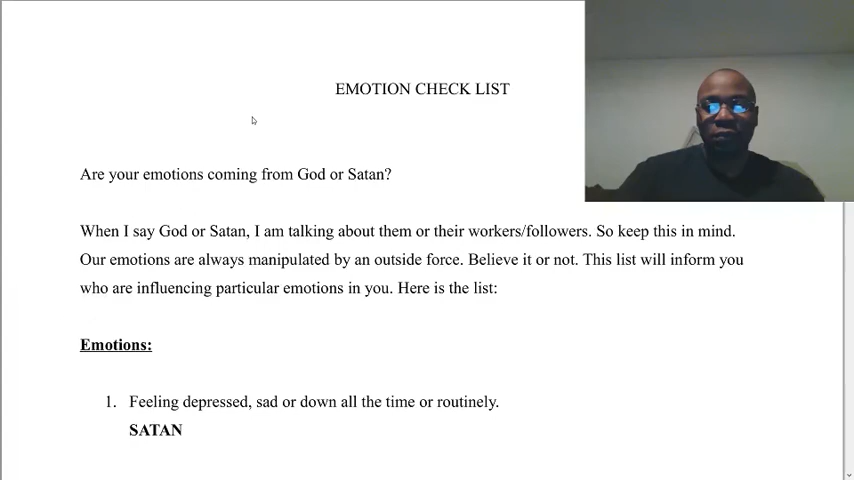 EMOTION CHECK LIST
Are your emotions coming from God or Satan?
When I say God or Satan, I am talking about them or their workers/followers. So keep this in mind.
Our emotions are always manipulated by an outside force. Believe it or not. This list will inform you
who are influencing particular emotions in you. Here is the list:
Emotions:
1. Feeling depressed, sad or down all the time or routinely.
SATAN